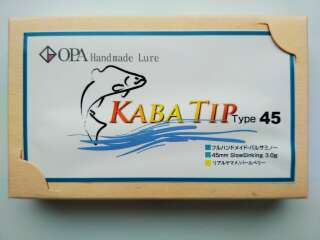 OPA Handmade Lure
KABA TIP Type 45
フルハンドメイド・バルサミノー
45mm SlowSinking 3.0g
リアルヤマメ/パールベリー